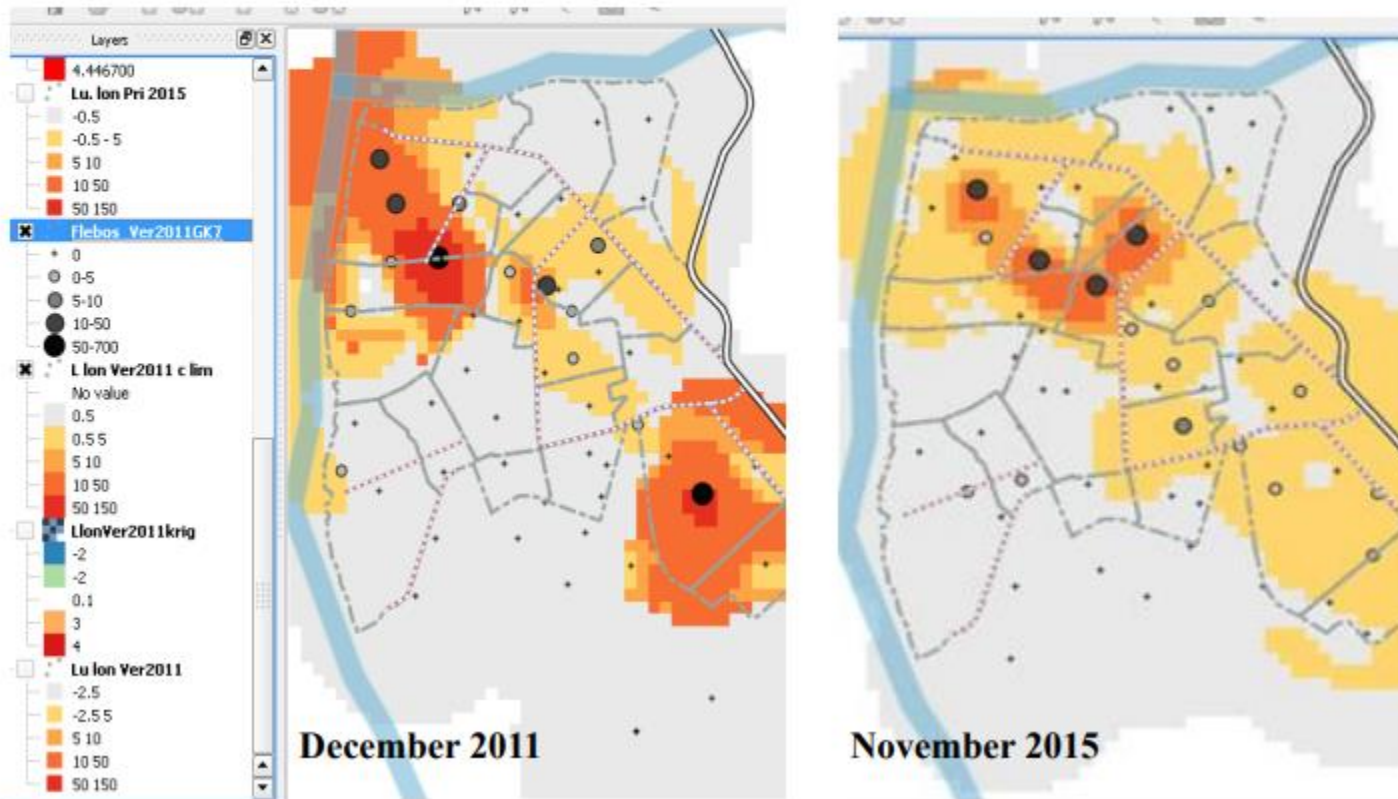 Layers
4.446700
Lu. lon Pri 2015
-0.5
-0.5 - 5
5 10
10 50
50 150
Flebos Ver2011GK7
0
0-5
5-10
10-50
50-700
L lon Ver2011 c lim
No value
0.5
0.5 5
5 10
10 50
50 150
LlonVer2011krig
-2
-2
0.1
3
4
Lu lon Ver2011
-2.5
-2.5 5
5 10
10 50
50 150
December 2011
November 2015